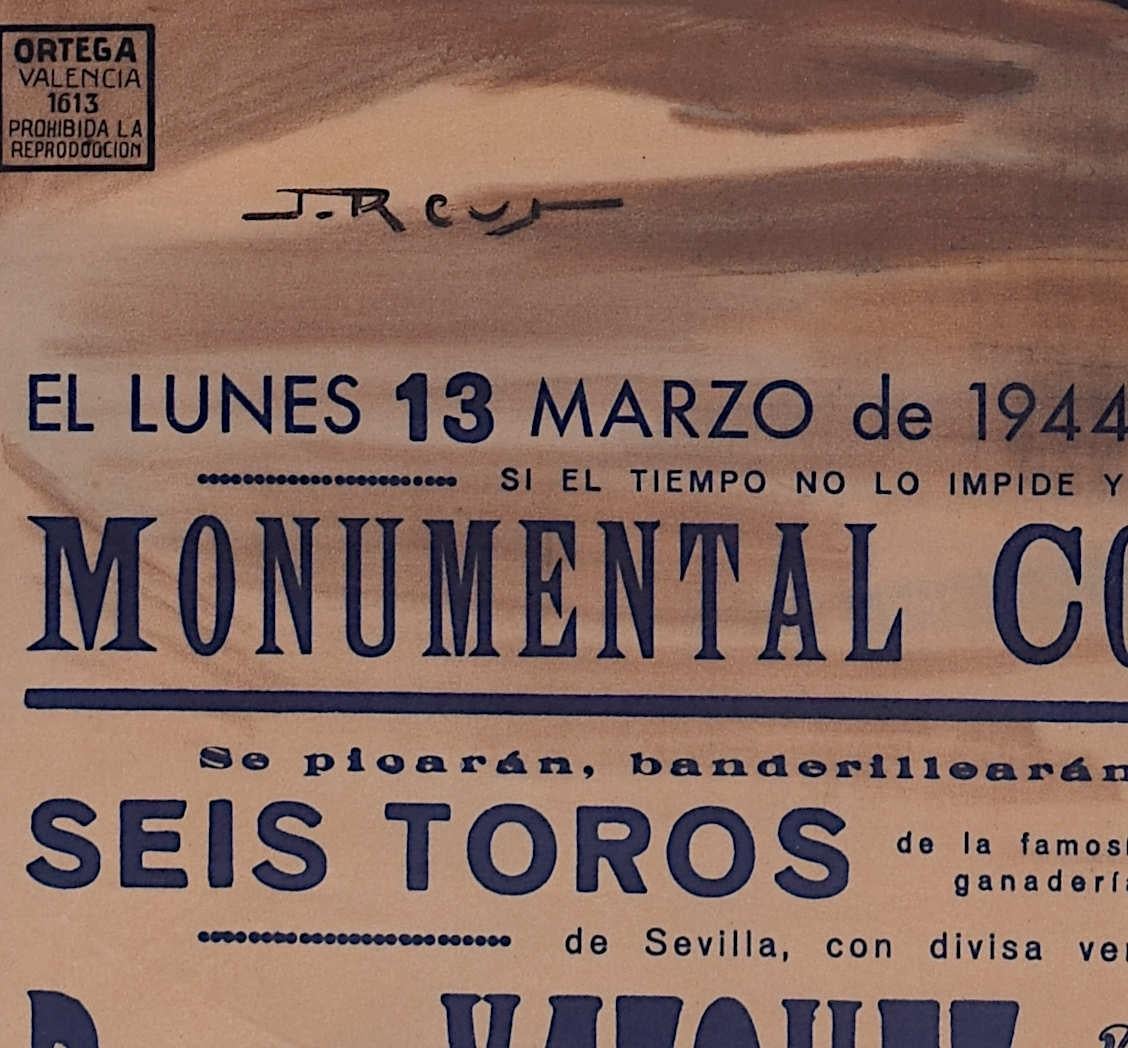 ORTEGA
VALENCIA
1613
PROHIBIDA LA
REPRODUCCION
J. Reus
EL LUNES 13 MARZO de 1944
SI EL TIEMPO NO LO IMPIDE Y
MONUMENTAL
Se picarán, banderillearán
SEIS TOROS
de la
de Sevilla, con divisa